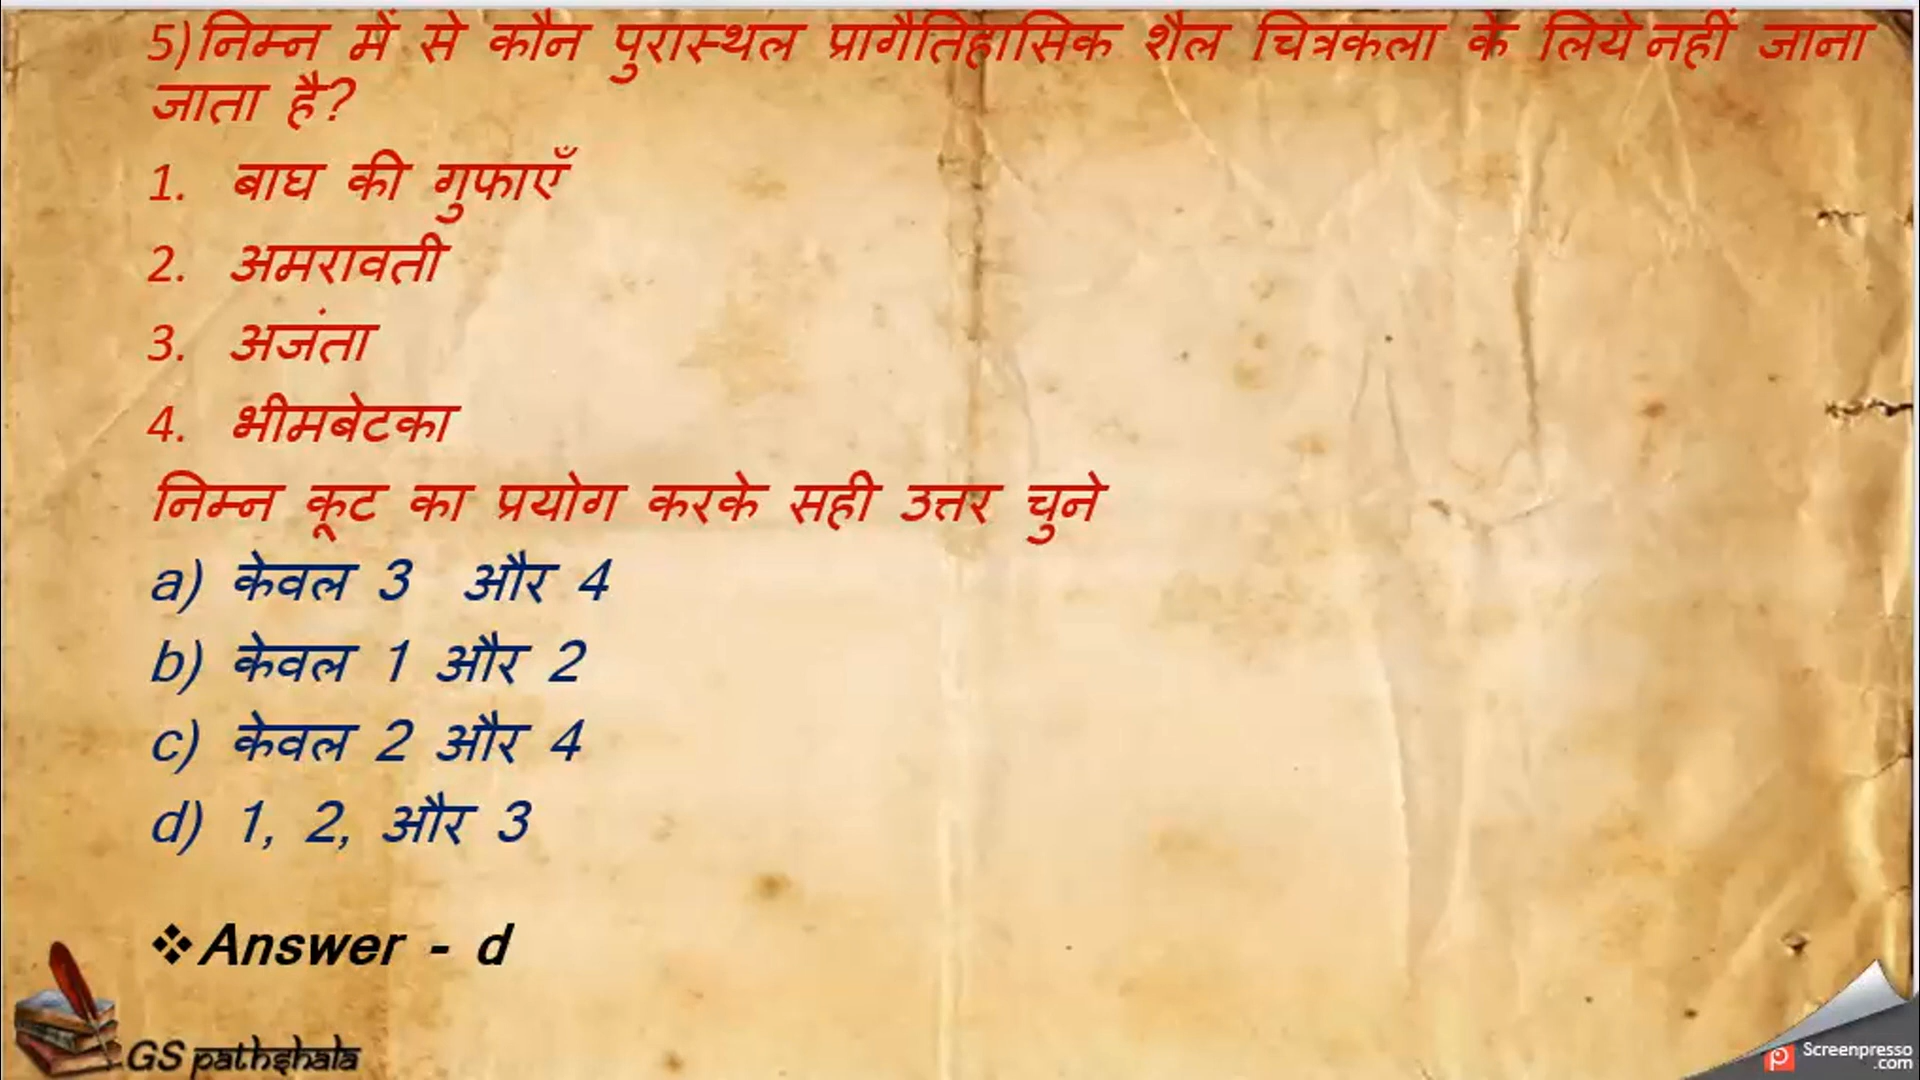 5)निम्न में से कौन पुरास्थल प्रागैतिहासिक शैल चित्रकला के लिये नहीं जाना
जाता है?
1. बाघ की गुफाएँ
2. अमरावती
3. अजंता
4. भीमबेटका
निम्न कूट का प्रयोग करके सही उत्तर चुने
a) केवल 3 और 4
b) केवल 1 और 2
c) केवल 2 और 4
d) 1, 2, और 3
❖Answer - d
GS pathshala
Screenpresso
.com